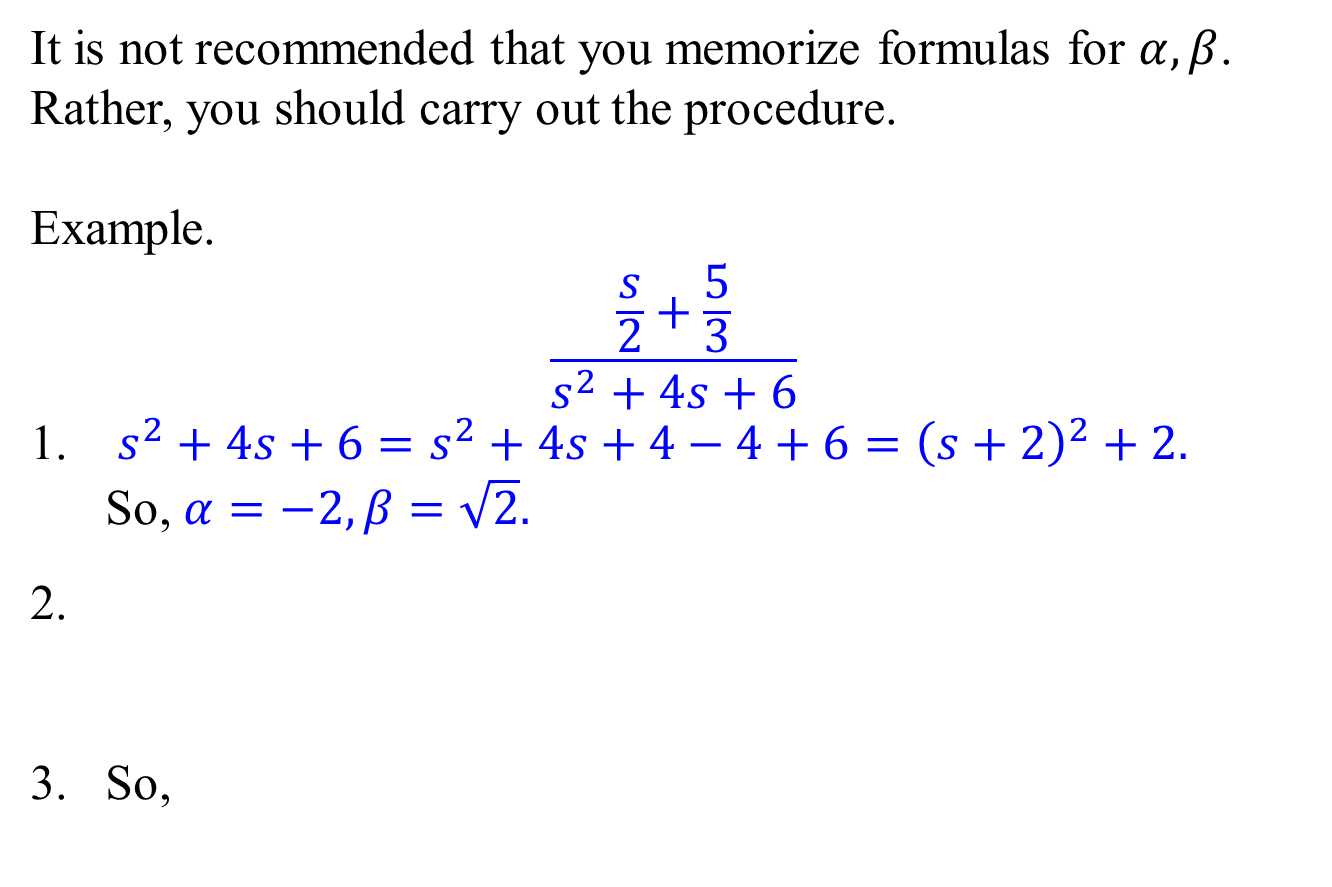 It is not recommended that you memorize formulas for α, β.
Rather, you should carry out the procedure.
Example.
s/2 + 5/3
s² + 4s + 6
1. s² + 4s + 6 = s² + 4s + 4 − 4 + 6 = (s + 2)² + 2.
So, α = −2, β = √2.
2.
3. So,